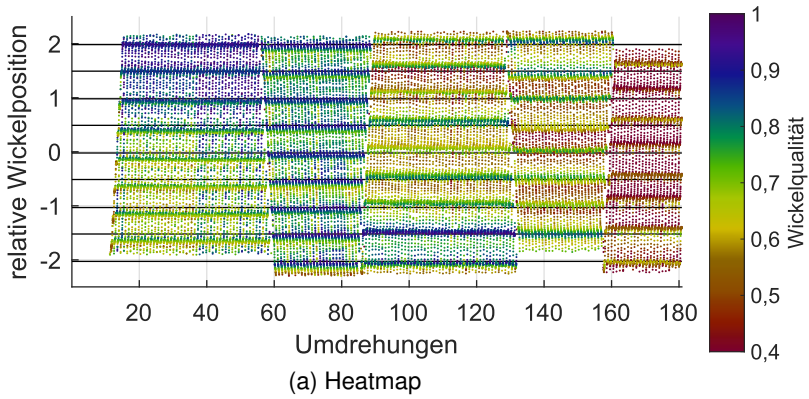 relative Wickelposition
2
1
0
-1
-2
20 40 60 80 100 120 140 160 180
Umdrehungen
1
0,9
0,8
0,7
0,6
0,5
0,4
Wickelqualität
(a) Heatmap